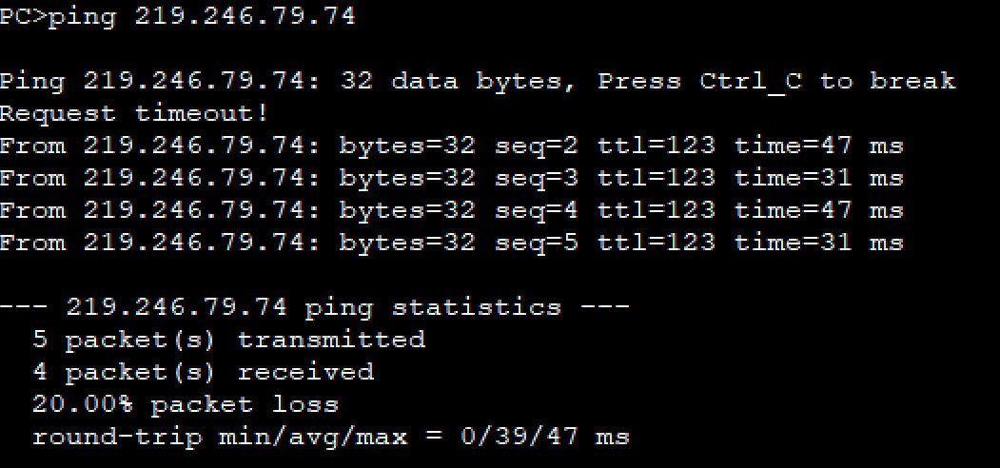 PC>ping 219.246.79.74
Ping 219.246.79.74: 32 data bytes, Press Ctrl_C to break
Request timeout!
From 219.246.79.74: bytes=32 seq=2 ttl=123 time=47 ms
From 219.246.79.74: bytes=32 seq=3 ttl=123 time=31 ms
From 219.246.79.74: bytes=32 seq=4 ttl=123 time=47 ms
From 219.246.79.74: bytes=32 seq=5 ttl=123 time=31 ms
--- 219.246.79.74 ping statistics ---
5 packet(s) transmitted
4 packet(s) received
20.00% packet loss
round-trip min/avg/max = 0/39/47 ms